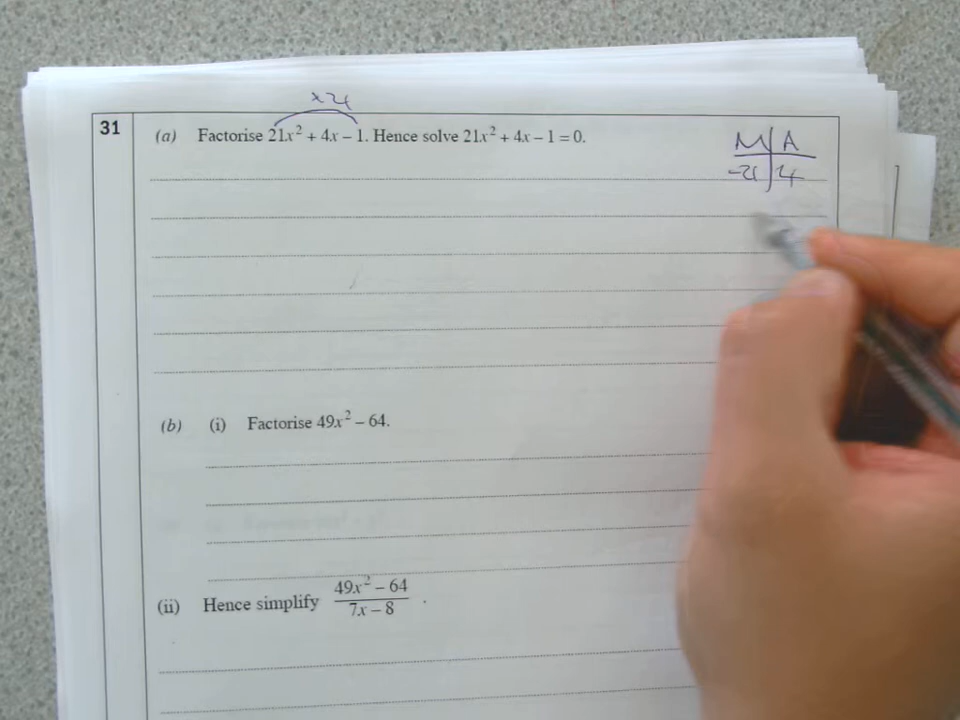 ×21
31 (a) Factorise 21x² + 4x − 1. Hence solve 21x² + 4x − 1 = 0.
M A
-21 4
(b) (i) Factorise 49x² − 64.
(ii) Hence simplify 49x² − 64 / 7x − 8 .